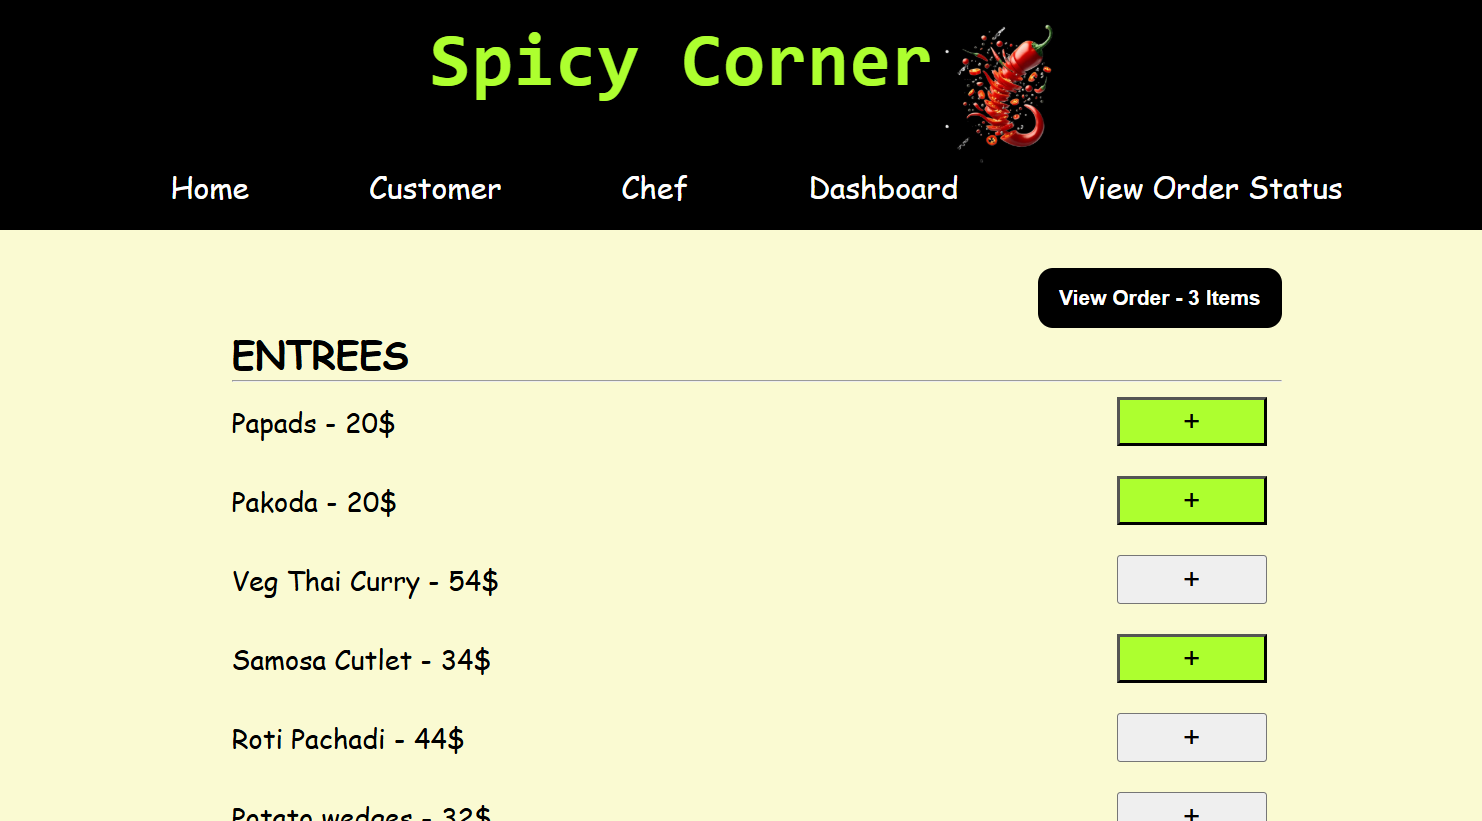 Spicy Corner
Home Customer Chef Dashboard View Order Status
View Order - 3 Items
ENTREES
Papads - 20$ +
Pakoda - 20$ +
Veg Thai Curry - 54$ +
Samosa Cutlet - 34$ +
Roti Pachadi - 44$ +
Potato wedges - 32$ +